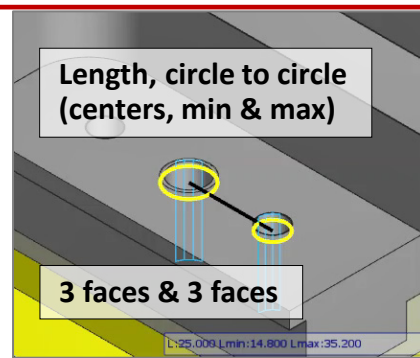 Length, circle to circle
(centers, min & max)
3 faces & 3 faces
L:25.000 Lmin:14.800 Lmax:35.200